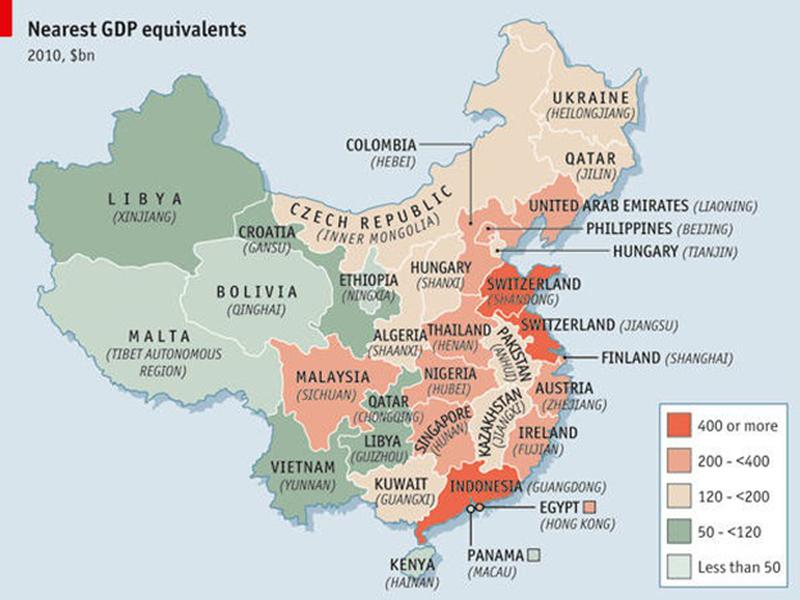 Nearest GDP equivalents
2010, $bn
UKRAINE
(HEILONGJIANG)
COLOMBIA
(HEBEI)
QATAR
(JILIN)
LIBYA
(XINJIANG)
CZECH REPUBLIC
(INNER MONGOLIA)
UNITED ARAB EMIRATES (LIAONING)
PHILIPPINES (BEIJING)
CROATIA
(GANSU)
HUNGARY (TIANJIN)
HUNGARY
(SHANXI)
ETHIOPIA
(NINGXIA)
BOLIVIA
(QINGHAI)
SWITZERLAND
(SHANDONG)
MALTA
(TIBET AUTONOMOUS
REGION)
ALGERIA
(SHAANXI)
THAILAND
(HENAN)
SWITZERLAND (JIANGSU)
PAKISTAN
(ANHUI)
FINLAND (SHANGHAI)
MALAYSIA
(SICHUAN)
NIGERIA
(HUBEI)
AUSTRIA
(ZHEJIANG)
QATAR
(CHONGQING)
SINGAPORE
(HUNAN)
KAZAKHSTAN
(JIANGXI)
LIBYA
(GUIZHOU)
IRELAND
(FUJIAN)
VIETNAM
(YUNNAN)
KUWAIT
(GUANGXI)
INDONESIA (GUANGDONG)
EGYPT
(HONG KONG)
KENYA
(HAINAN)
PANAMA
(MACAU)
400 or more
200 - <400
120 - <200
50 - <120
Less than 50